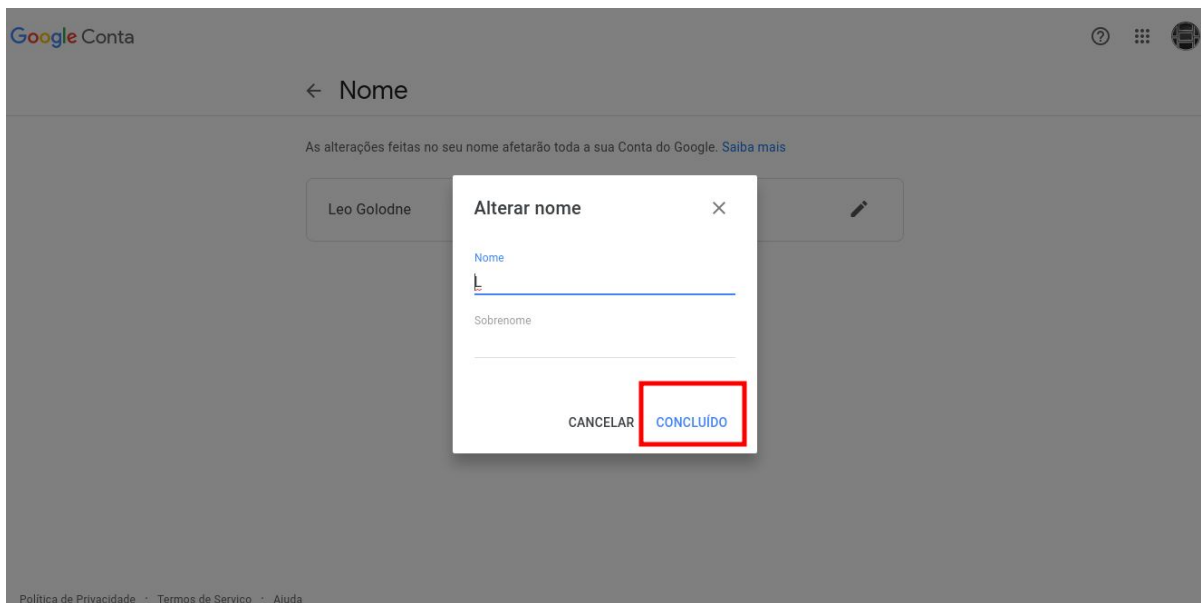 Google Conta
← Nome
As alterações feitas no seu nome afetarão toda a sua Conta do Google. Saiba mais
Leo Golodne
Alterar nome
Nome
L
Sobrenome
CANCELAR CONCLUÍDO
Política de Privacidade · Termos de Serviço · Ajuda